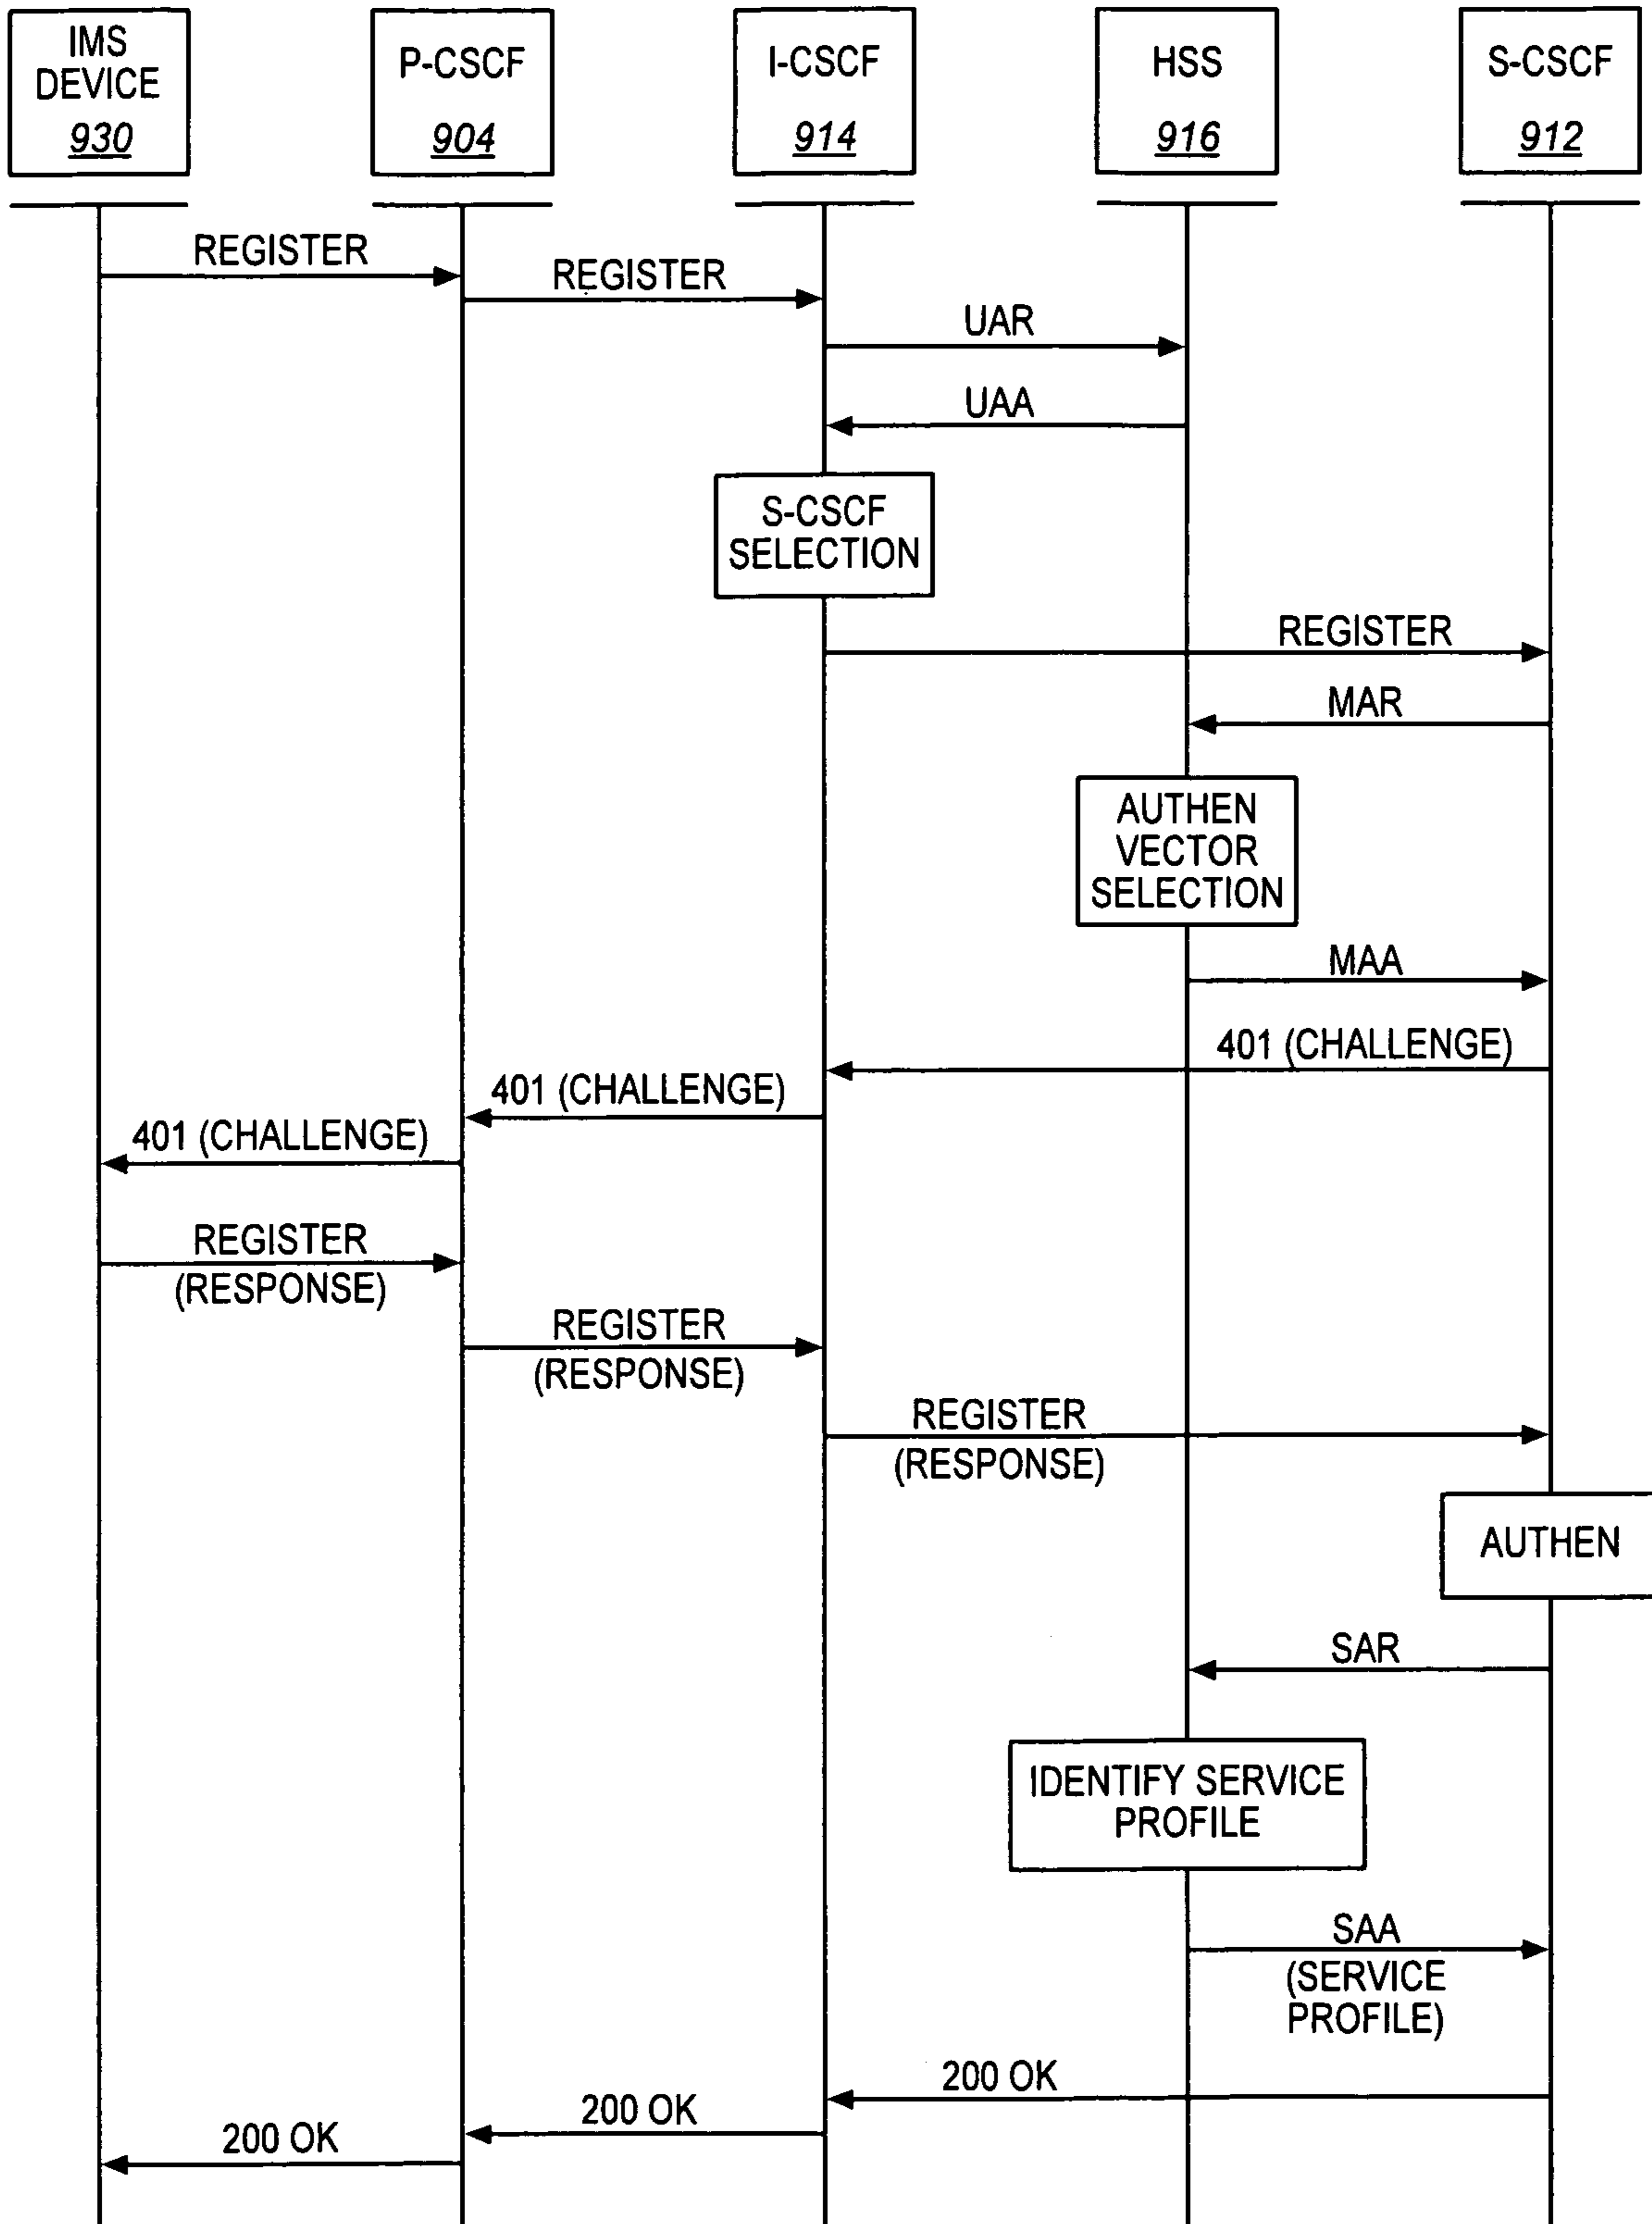 IMS
DEVICE
930
P-CSCF
904
I-CSCF
914
HSS
916
S-CSCF
912
REGISTER
REGISTER
UAR
UAA
S-CSCF
SELECTION
REGISTER
MAR
AUTHEN
VECTOR
SELECTION
MAA
401 (CHALLENGE)
401 (CHALLENGE)
401 (CHALLENGE)
REGISTER
(RESPONSE)
REGISTER
(RESPONSE)
REGISTER
(RESPONSE)
AUTHEN
SAR
IDENTIFY SERVICE
PROFILE
SAA
(SERVICE
PROFILE)
200 OK
200 OK
200 OK